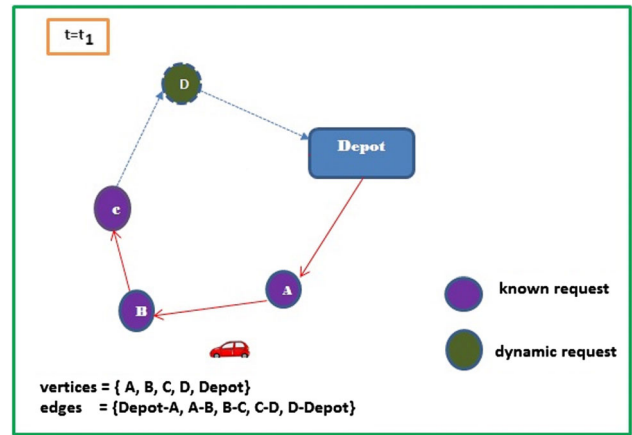 t=t1
D
Depot
c
A
B
known request
dynamic request
vertices = { A, B, C, D, Depot}
edges = {Depot-A, A-B, B-C, C-D, D-Depot}